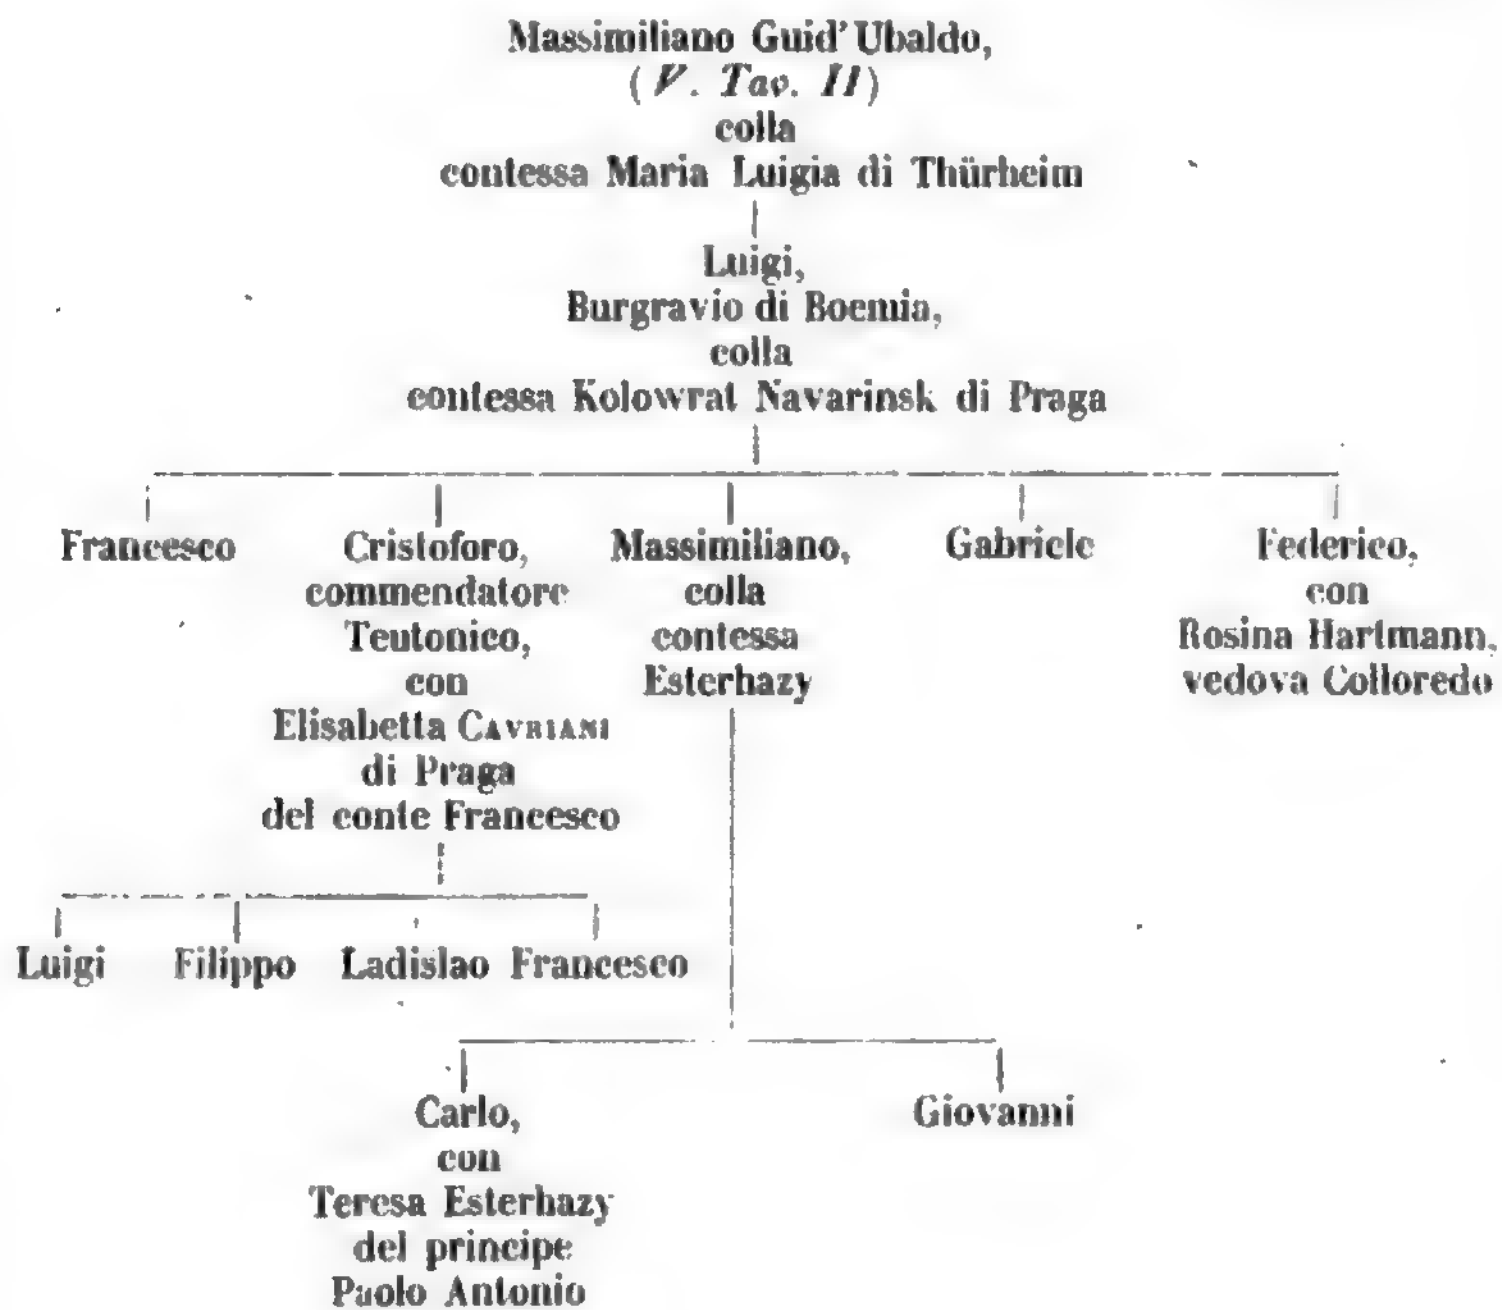 Massimiliano Guid'Ubaldo,
(V. Tav. II)
colla
contessa Maria Luigia di Thürheim
Luigi,
Burgravio di Boemia,
colla
contessa Kolowrat Navarinsk di Praga
Francesco
Cristoforo,
commendatore
Teutonico,
con
Elisabetta CAVRIANI
di Praga
del conte Francesco
Massimiliano,
colla
contessa
Esterhazy
Gabriele
Federico,
con
Rosina Hartmann,
vedova Colloredo
Luigi Filippo Ladislao Francesco
Carlo,
con
Teresa Esterhazy
del principe
Paolo Antonio
Giovanni